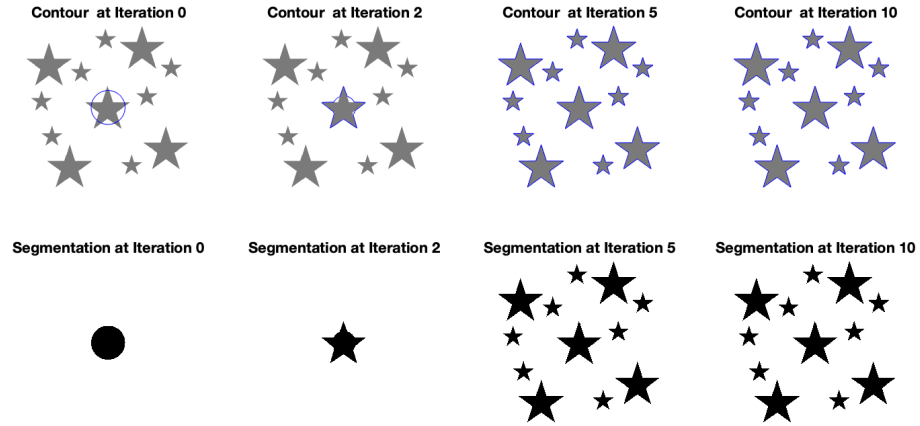 Contour at Iteration 0
Contour at Iteration 2
Contour at Iteration 5
Contour at Iteration 10
Segmentation at Iteration 0
Segmentation at Iteration 2
Segmentation at Iteration 5
Segmentation at Iteration 10